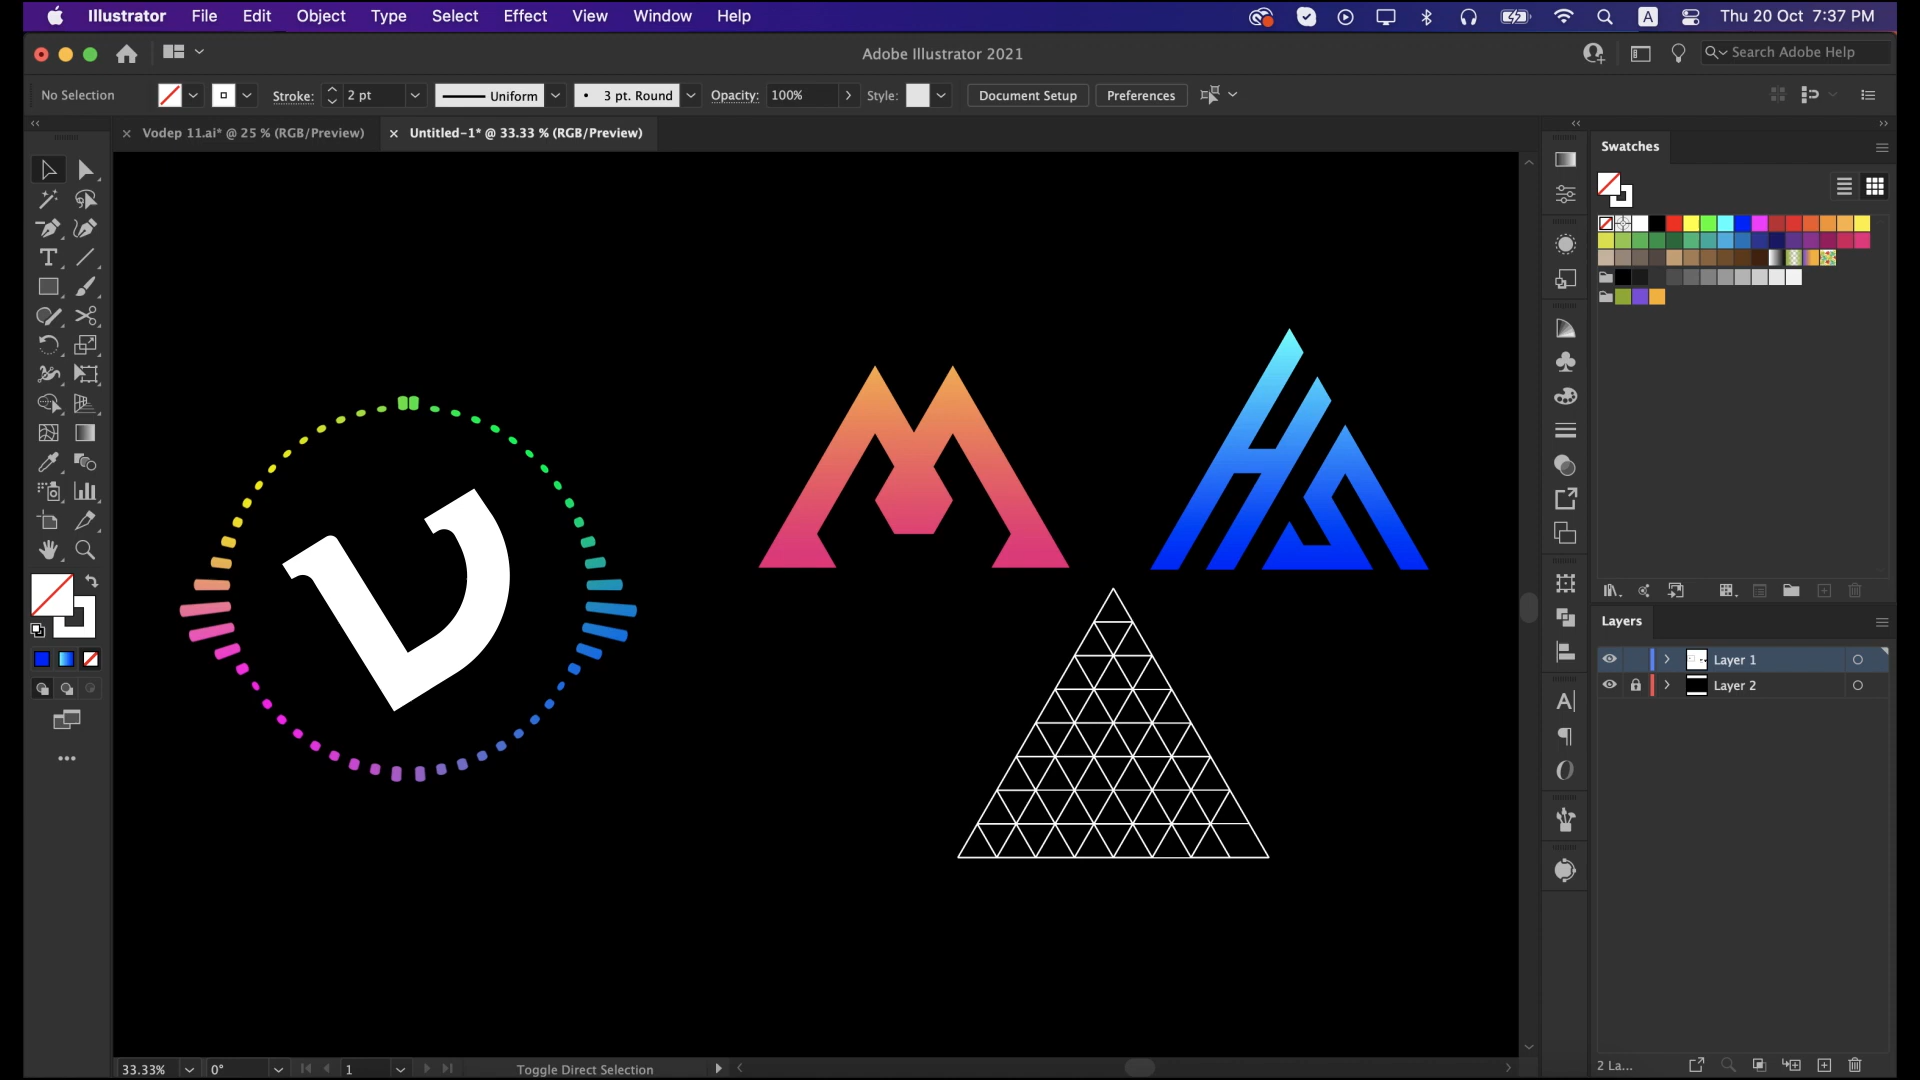 Illustrator File Edit Object Type Select Effect View Window Help A Thu 20 Oct 7:37 PM
Adobe Illustrator 2021 Search Adobe Help
No Selection Stroke: 2 pt Uniform 3 pt. Round Opacity: 100% Style: Document Setup Preferences
Vodep 11.ai* @ 25 % (RGB/Preview) Untitled-1* @ 33.33 % (RGB/Preview)
Swatches
Layers
Layer 1
Layer 2
33.33% 0° 1 Toggle Direct Selection 2 La...